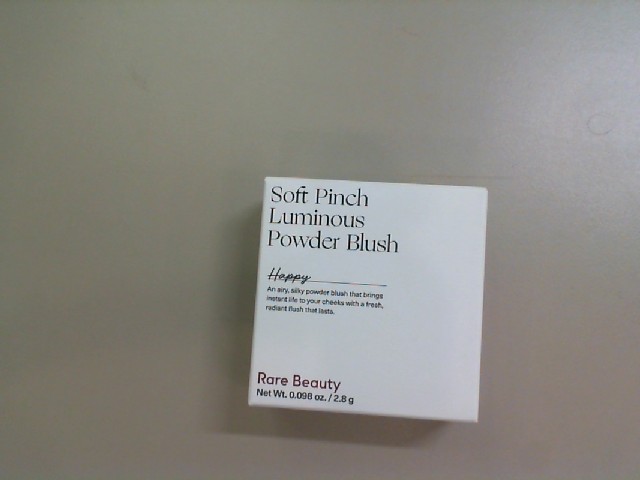 Soft Pinch
Luminous
Powder Blush
Happy
An airy, silky powder blush that brings
instant life to your cheeks with a fresh,
radiant flush that lasts.
Rare Beauty
Net Wt. 0.098 oz. / 2.8 g